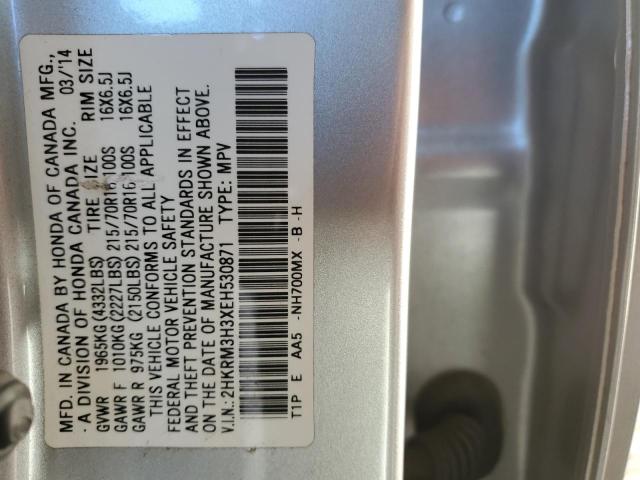 MFD. IN CANADA BY HONDA OF CANADA MFG.,
- A DIVISION OF HONDA CANADA INC. 03/'14
GVWR 1965KG (4332LBS) TIRE SIZE RIM SIZE
GAWR F 1010KG (2227LBS) 215/70R16 100S 16X6.5J
GAWR R 975KG (2150LBS) 215/70R16 100S 16X6.5J
THIS VEHICLE CONFORMS TO ALL APPLICABLE
FEDERAL MOTOR VEHICLE SAFETY
AND THEFT PREVENTION STANDARDS IN EFFECT
ON THE DATE OF MANUFACTURE SHOWN ABOVE.
V.I.N.: 2HKRM3H3XEH530871 TYPE: MPV
T1P E AA5 -NH700MX -B -H